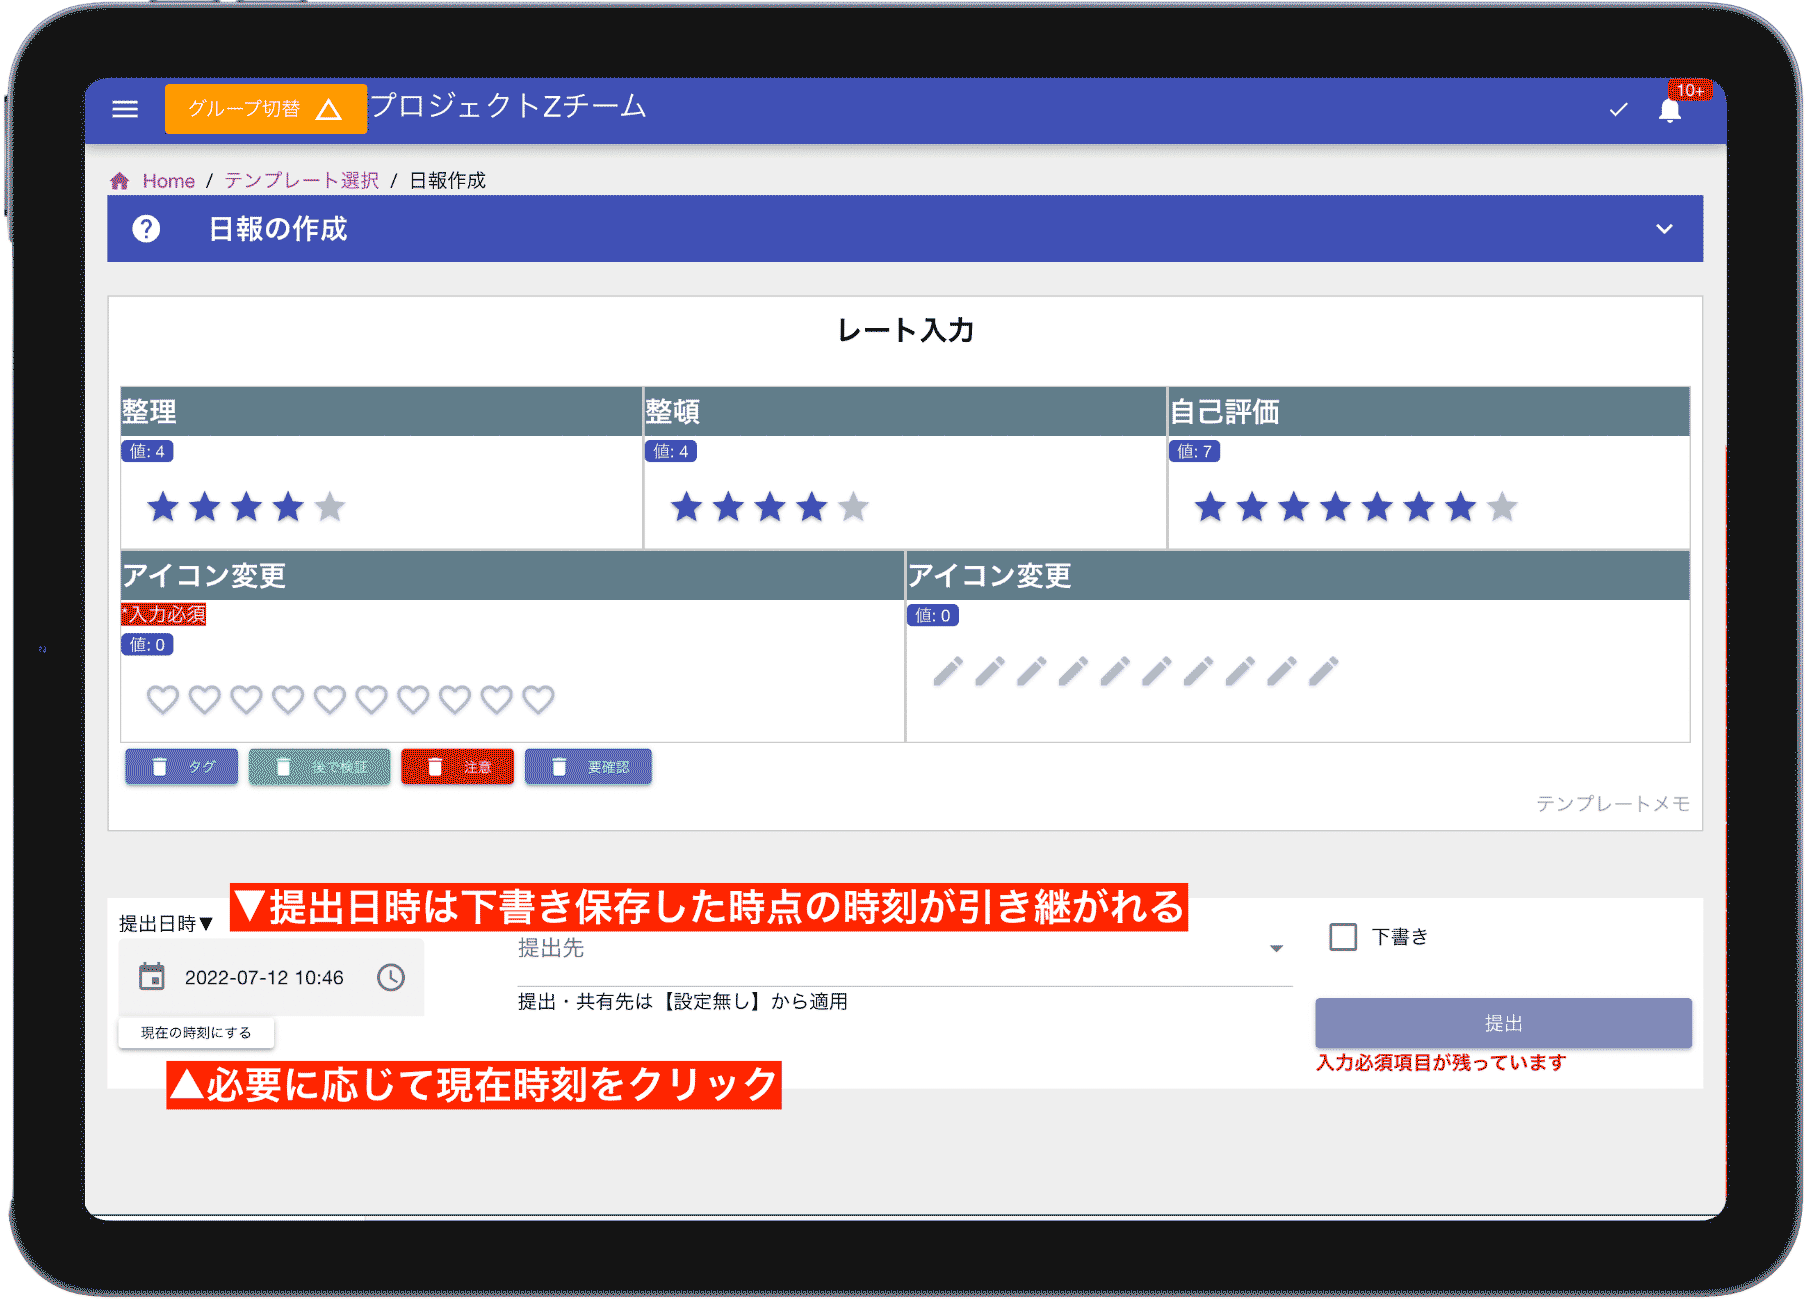 グループ切替
プロジェクトZチーム
10+
Home / テンプレート選択 / 日報作成
日報の作成
レート入力
整理
整頓
自己評価
値: 4
値: 4
値: 7
アイコン変更
アイコン変更
*入力必須
値: 0
値: 0
タグ
後で検証
注意
要確認
テンプレートメモ
▼提出日時は下書き保存した時点の時刻が引き継がれる
提出日時▼
提出先
下書き
2022-07-12 10:46
提出・共有先は【設定無し】から適用
現在の時刻にする
提出
入力必須項目が残っています
▲必要に応じて現在時刻をクリック